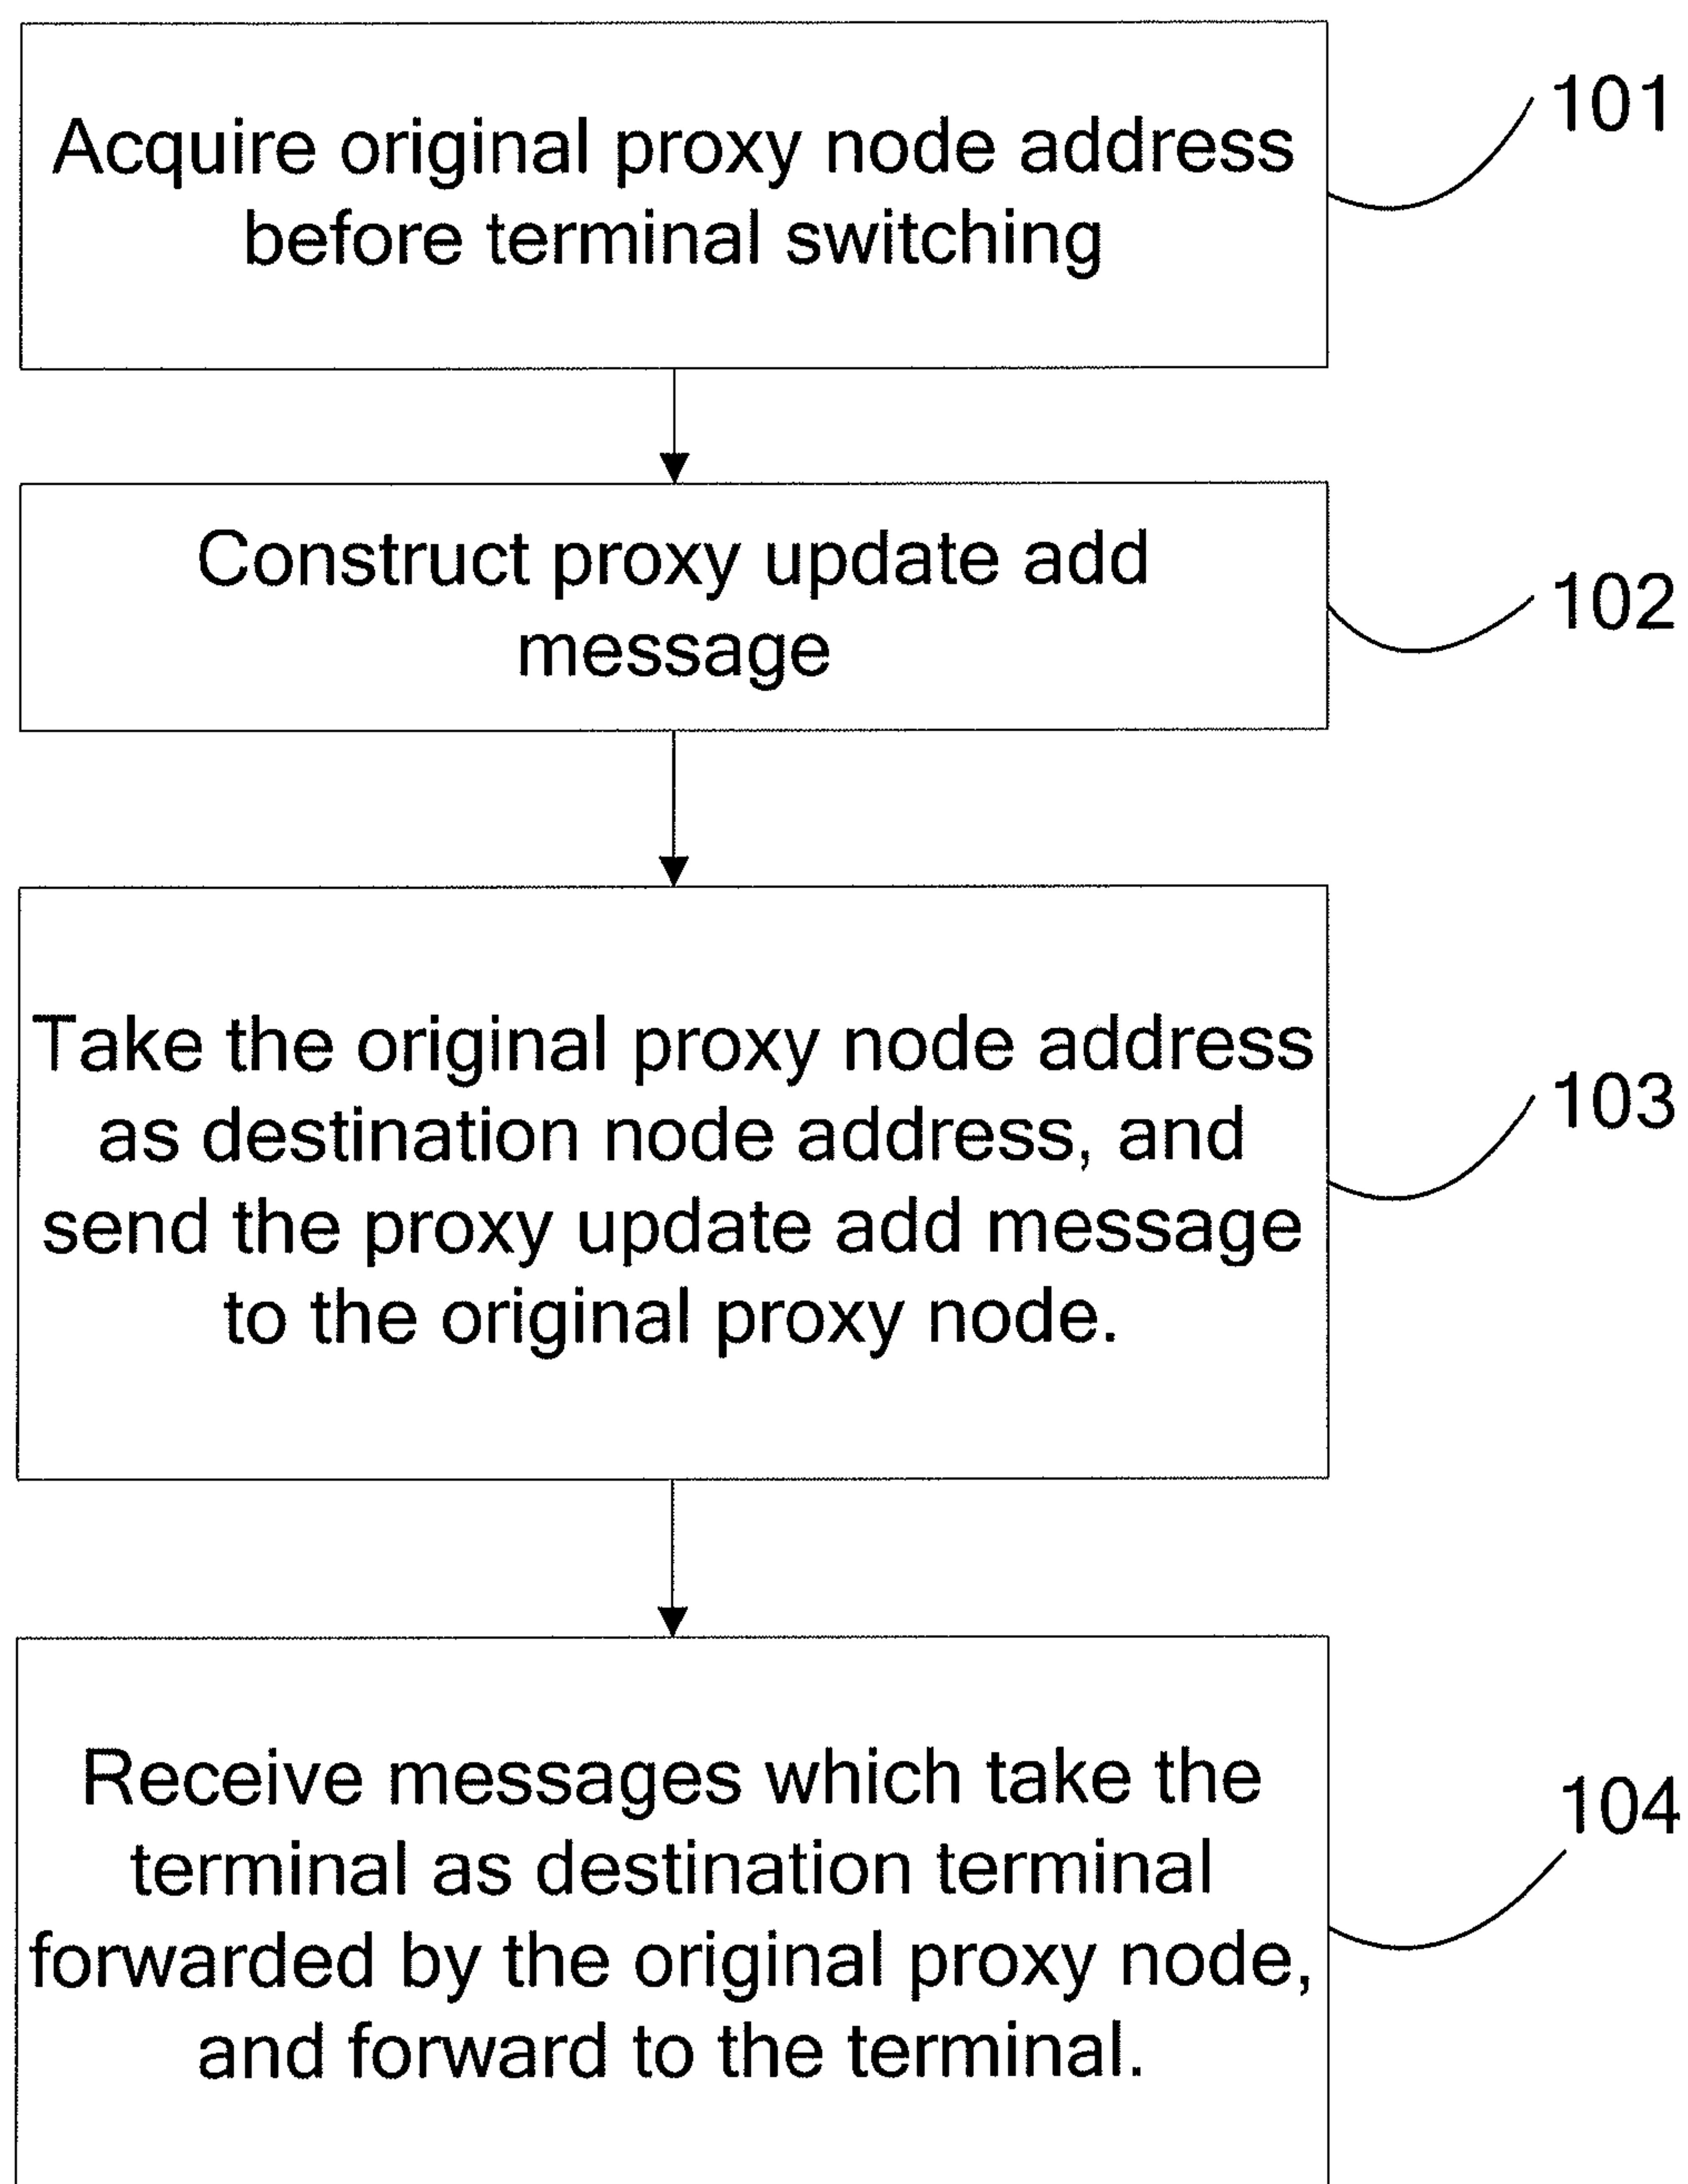 Acquire original proxy node address
before terminal switching
101
Construct proxy update add
message
102
Take the original proxy node address
as destination node address, and
send the proxy update add message
to the original proxy node.
103
Receive messages which take the
terminal as destination terminal
forwarded by the original proxy node,
and forward to the terminal.
104